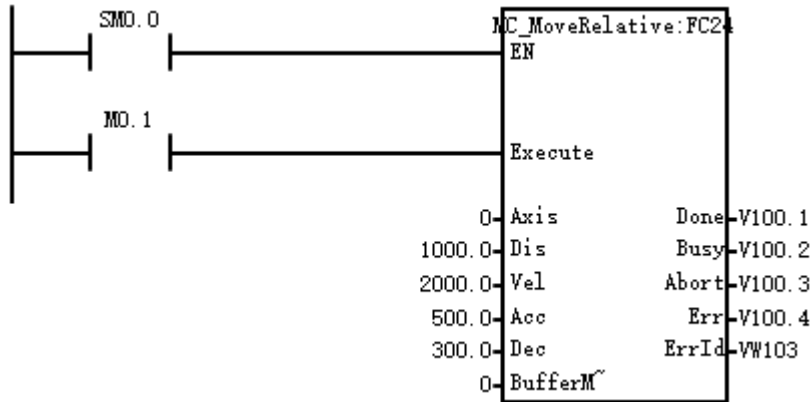 SM0.0
MC_MoveRelative:FC24
EN
M0.1
Execute
0 Axis Done V100.1
1000.0 Dis Busy V100.2
2000.0 Vel Abort V100.3
500.0 Acc Err V100.4
300.0 Dec ErrId VW103
0 BufferM~